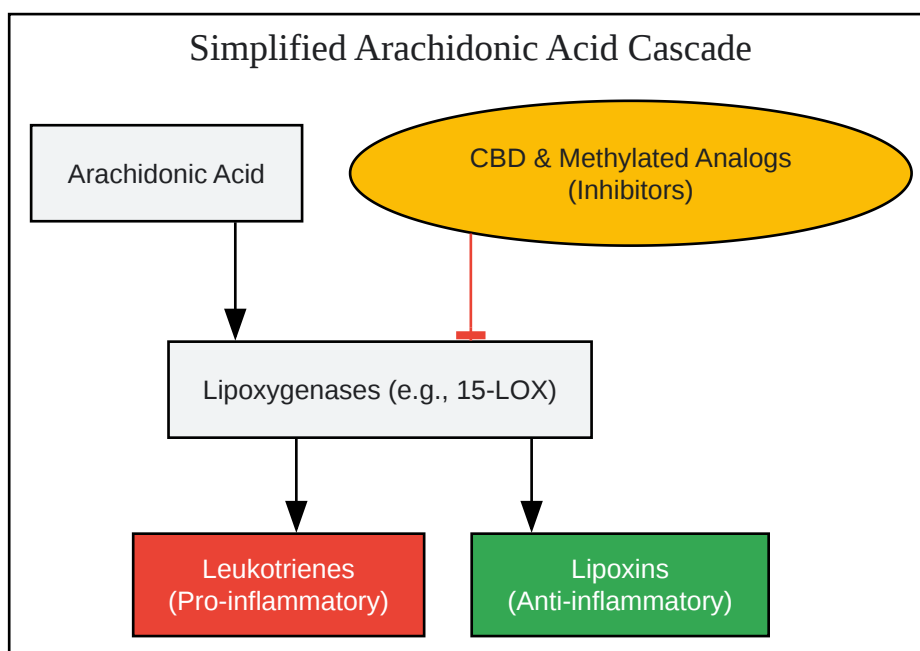 Simplified Arachidonic Acid Cascade
Arachidonic Acid
CBD & Methylated Analogs
(Inhibitors)
Lipoxygenases (e.g., 15-LOX)
Leukotrienes
(Pro-inflammatory)
Lipoxins
(Anti-inflammatory)